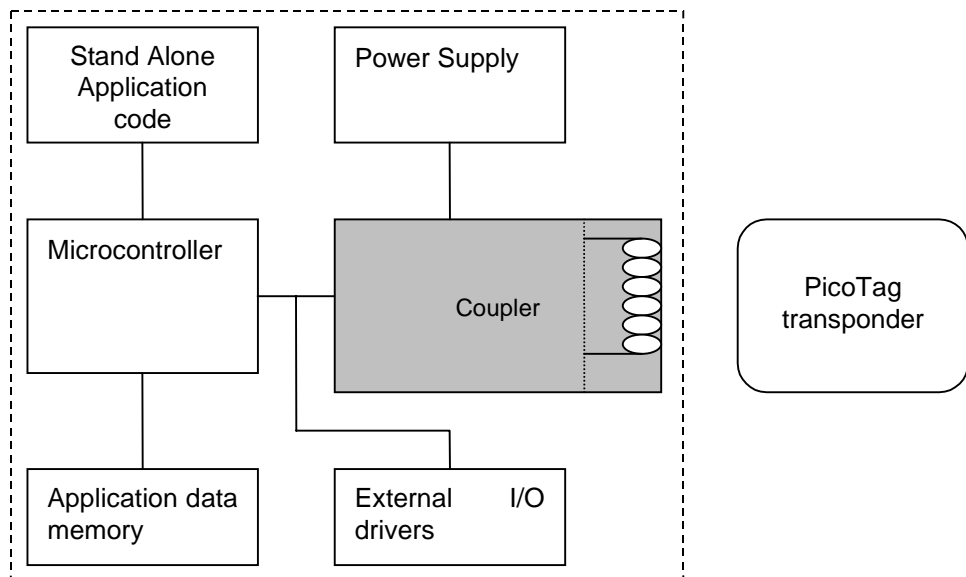 Stand Alone
Application
code
Power Supply
Microcontroller
Coupler
PicoTag
transponder
Application data
memory
External I/O
drivers